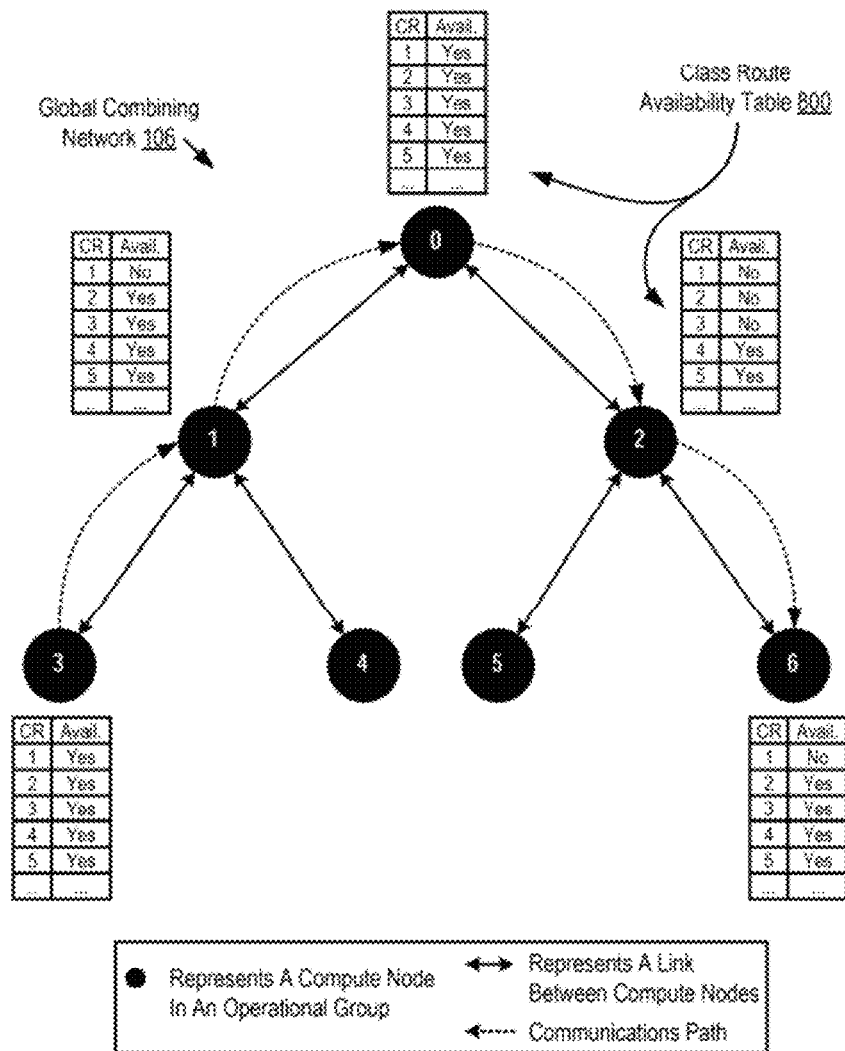 CR Avail.
1 Yes
2 Yes
3 Yes
4 Yes
5 Yes
... ...
Global Combining
Network 106
Class Route
Availability Table 800
0
CR Avail.
1 No
2 Yes
3 Yes
4 Yes
5 Yes
... ...
CR Avail.
1 No
2 No
3 No
4 Yes
5 Yes
... ...
1
2
3
4
5
6
CR Avail.
1 Yes
2 Yes
3 Yes
4 Yes
5 Yes
... ...
CR Avail.
1 No
2 Yes
3 Yes
4 Yes
5 Yes
... ...
Represents A Compute Node
In An Operational Group
Represents A Link
Between Compute Nodes
Communications Path